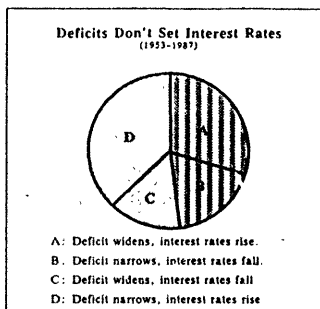 Deficits Don't Set Interest Rates
(1953-1987)
A
D
B
C
A: Deficit widens, interest rates rise.
B. Deficit narrows, interest rates fall.
C: Deficit widens, interest rates fall
D: Deficit narrows, interest rates rise